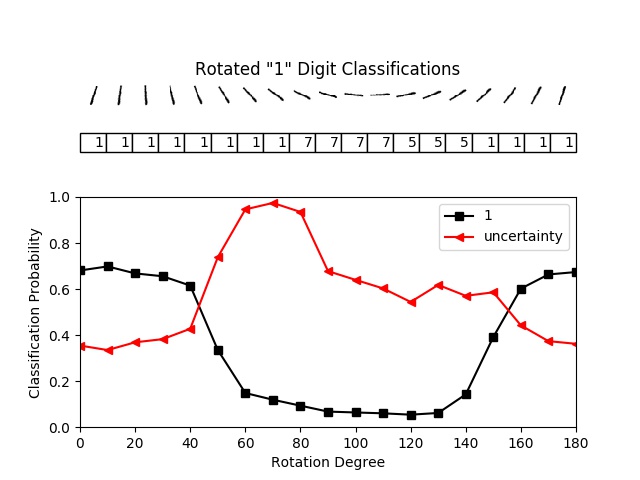 Rotated "1" Digit Classifications
1 1 1 1 1 1 1 1 7 7 7 7 5 5 5 1 1 1 1
1.0
0.8
0.6
0.4
0.2
0.0
Classification Probability
1
uncertainty
0 20 40 60 80 100 120 140 160 180
Rotation Degree